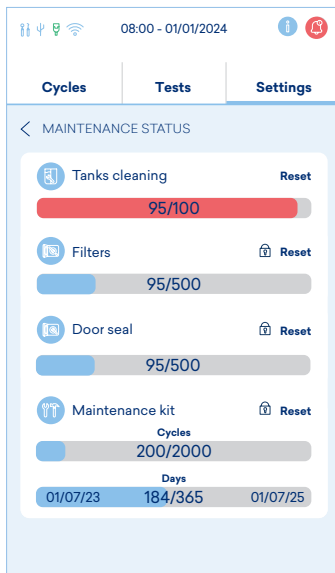 08:00 - 01/01/2024
Cycles Tests Settings
MAINTENANCE STATUS
Tanks cleaning Reset
95/100
Filters Reset
95/500
Door seal Reset
95/500
Maintenance kit Reset
Cycles
200/2000
Days
01/07/23 184/365 01/07/25